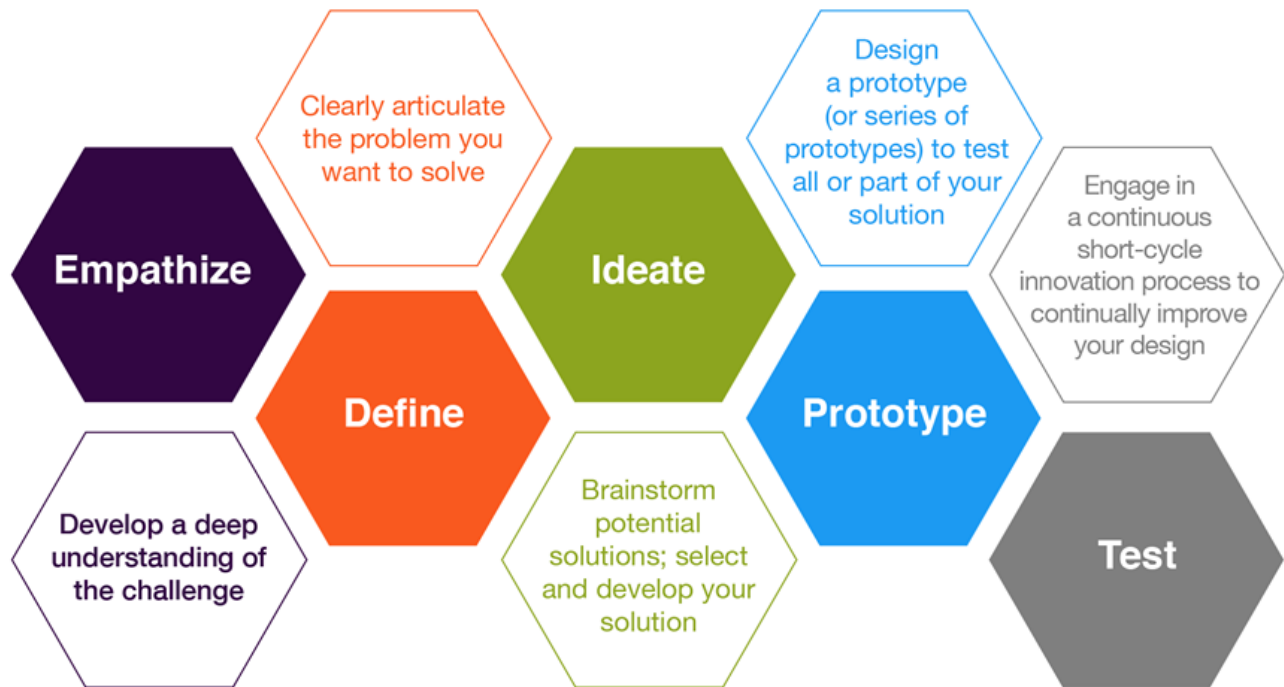 Empathize
Develop a deep
understanding of
the challenge
Clearly articulate
the problem you
want to solve
Define
Ideate
Brainstorm
potential
solutions; select
and develop your
solution
Design
a prototype
(or series of
prototypes) to test
all or part of your
solution
Prototype
Engage in
a continuous
short-cycle
innovation process to
continually improve
your design
Test